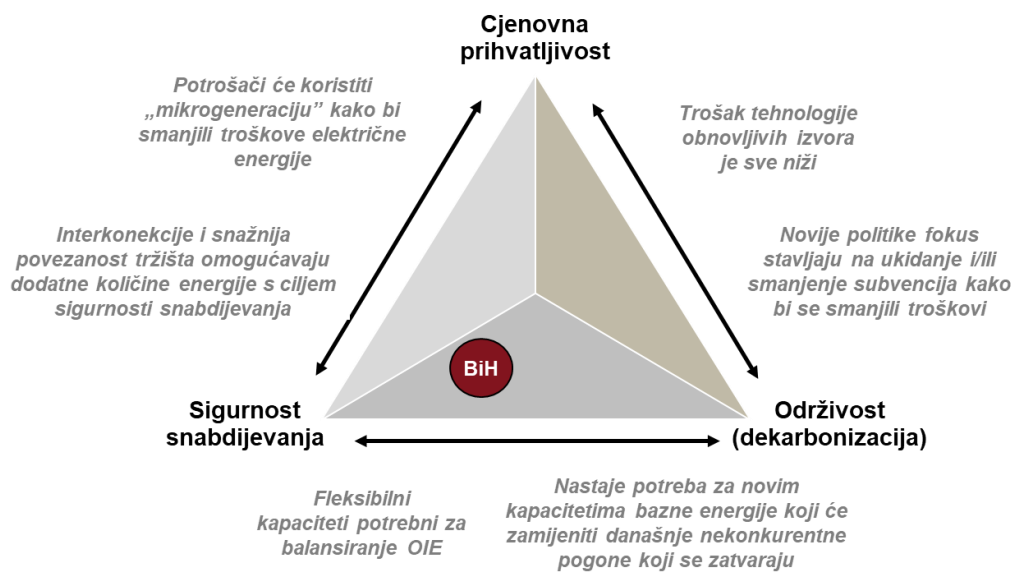 Cjenovna
prihvatljivost
Potrošači će koristiti
„mikrogeneraciju” kako bi
smanjili troškove električne
energije
Trošak tehnologije
obnovljivih izvora
je sve niži
Interkonekcije i snažnija
povezanost tržišta omogućavaju
dodatne količine energije s ciljem
sigurnosti snabdijevanja
Novije politike fokus
stavljaju na ukidanje i/ili
smanjenje subvencija kako
bi se smanjili troškovi
BiH
Sigurnost
snabdijevanja
Održivost
(dekarbonizacija)
Fleksibilni
kapaciteti potrebni za
balansiranje OIE
Nastaje potreba za novim
kapacitetima bazne energije koji će
zamijeniti današnje nekonkurentne
pogone koji se zatvaraju